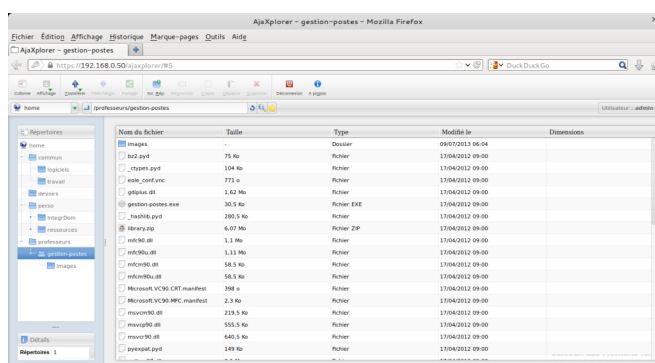 AjaXplorer - gestion-postes - Mozilla Firefox
Fichier Édition Affichage Historique Marque-pages Outils Aide
AjaXplorer - gestion-postes
https://192.168.0.50/ajaxplorer/#5 DuckDuckGo
Colonne Affichage Transférer Télécharger Partage No Rép. Déconnexion A propos
home /professeurs/gestion-postes Utilisateur : admin
Répertoires Nom du fichier Taille Type Modifié le Dimensions
home images - Dossier 09/07/2013 06:04
commun bz2.pyd 75 Ko Fichier 17/04/2012 09:00
logiciels _ctypes.pyd 104 Ko Fichier 17/04/2012 09:00
travail eole_conf.vnc 771 o Fichier 17/04/2012 09:00
devoirs gdiplus.dll 1,62 Mo Fichier 17/04/2012 09:00
perso gestion-postes.exe 30,5 Ko Fichier EXE 17/04/2012 09:00
IntegrDom _hashlib.pyd 280,5 Ko Fichier 17/04/2012 09:00
ressources library.zip 6,07 Mo Fichier ZIP 17/04/2012 09:00
professeurs mfc90.dll 1,1 Mo Fichier 17/04/2012 09:00
gestion-postes mfc90u.dll 1,11 Mo Fichier 17/04/2012 09:00
images mfcm90.dll 58,5 Ko Fichier 17/04/2012 09:00
mfcm90u.dll 58,5 Ko Fichier 17/04/2012 09:00
Microsoft.VC90.CRT.manifest 398 o Fichier 17/04/2012 09:00
Microsoft.VC90.MFC.manifest 2,3 Ko Fichier 17/04/2012 09:00
msvcm90.dll 219,5 Ko Fichier 17/04/2012 09:00
msvcp90.dll 555,5 Ko Fichier 17/04/2012 09:00
Détails msvcr90.dll 640,5 Ko Fichier 17/04/2012 09:00
Répertoires 1 pyexpat.pyd 149 Ko Fichier 17/04/2012 09:00